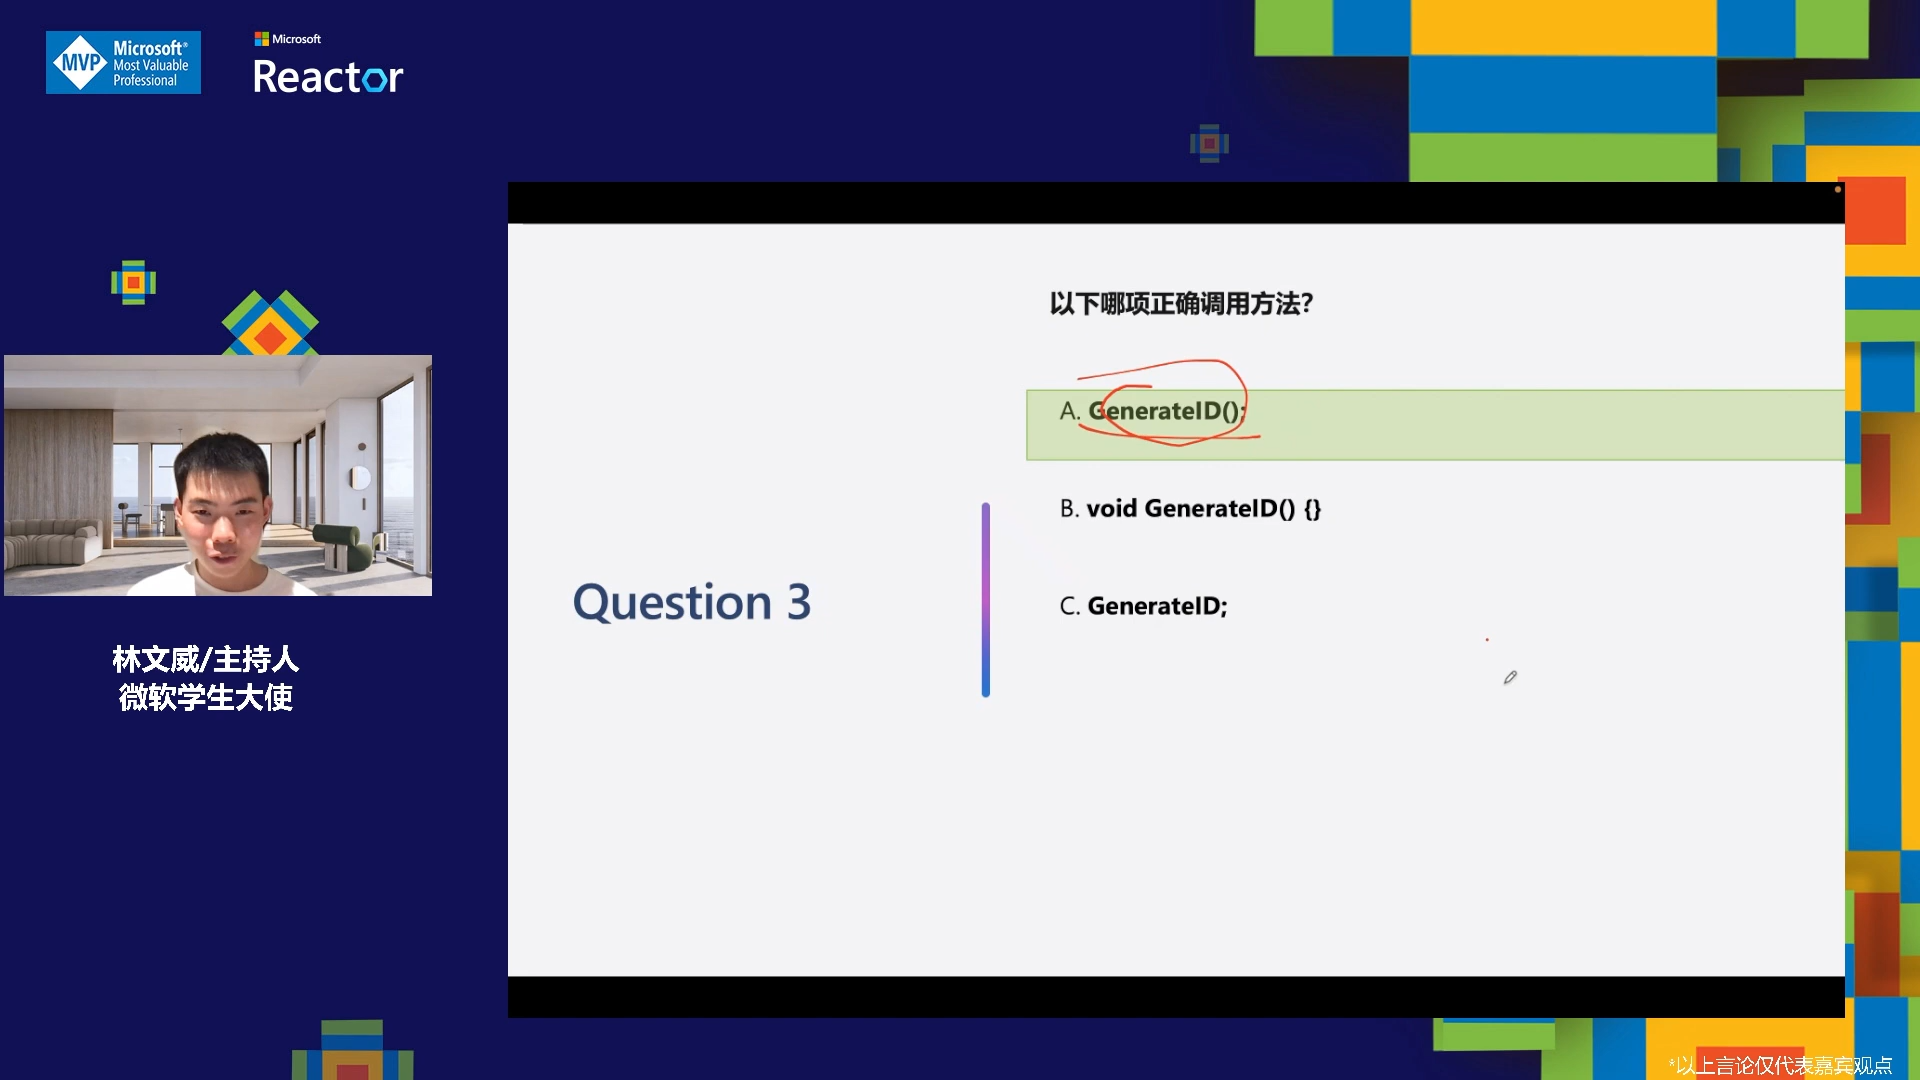 MVP
Microsoft®
Most Valuable
Professional
Microsoft
Reactor
以下哪项正确调用方法?
A. GenerateID();
B. void GenerateID() {}
C. GenerateID;
Question 3
林文威/主持人
微软学生大使
*以上言论仅代表嘉宾观点